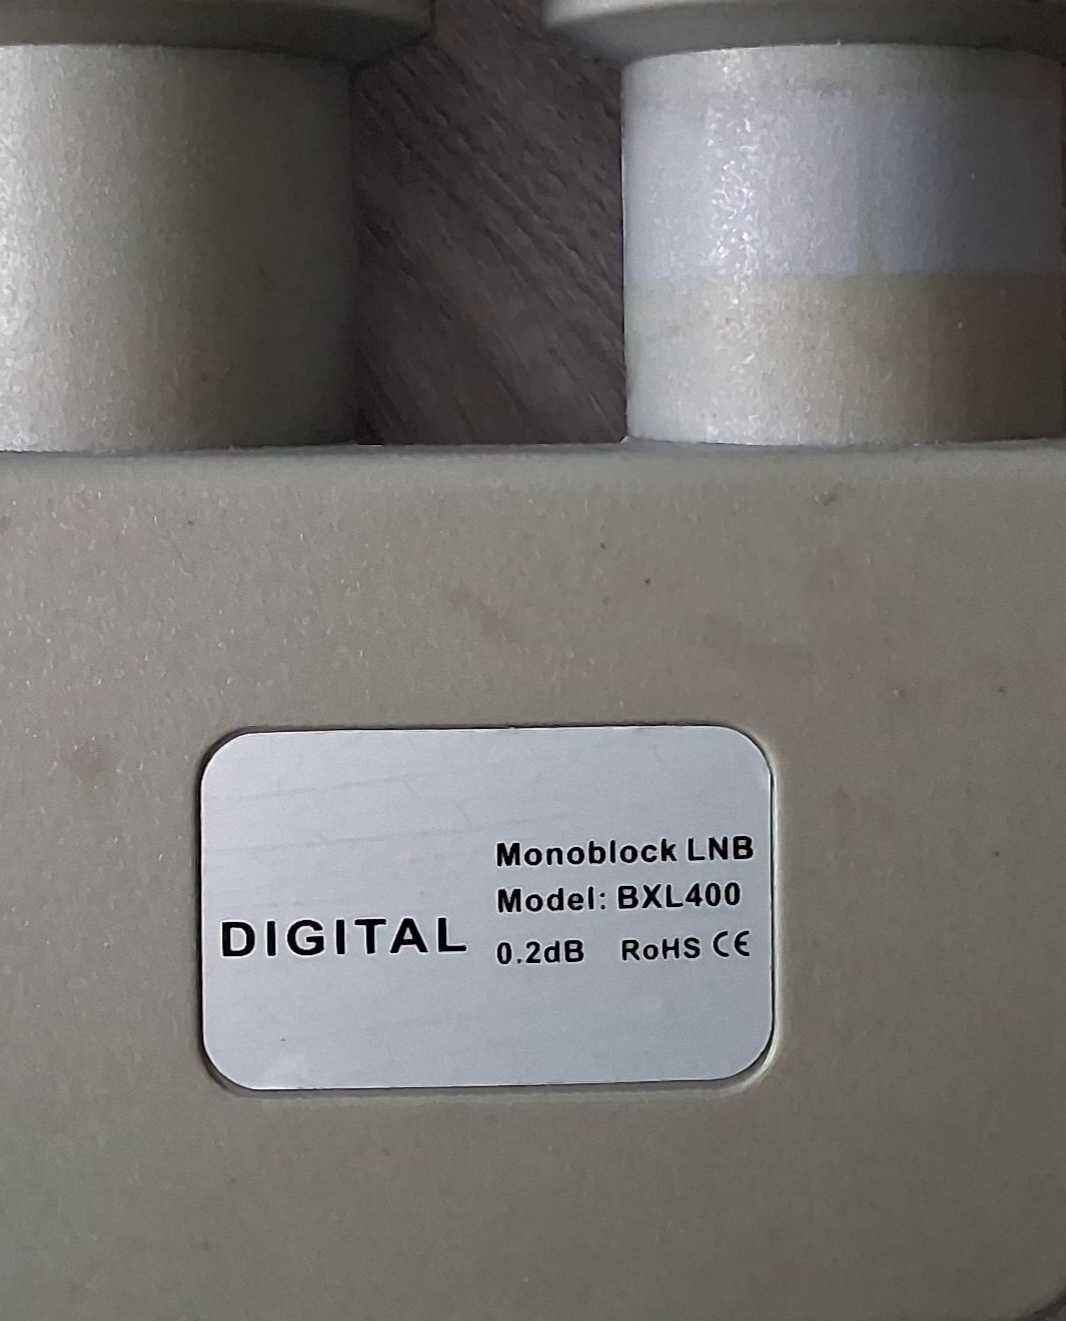 Monoblock LNB
Model: BXL400
DIGITAL
0.2dB RoHS CE